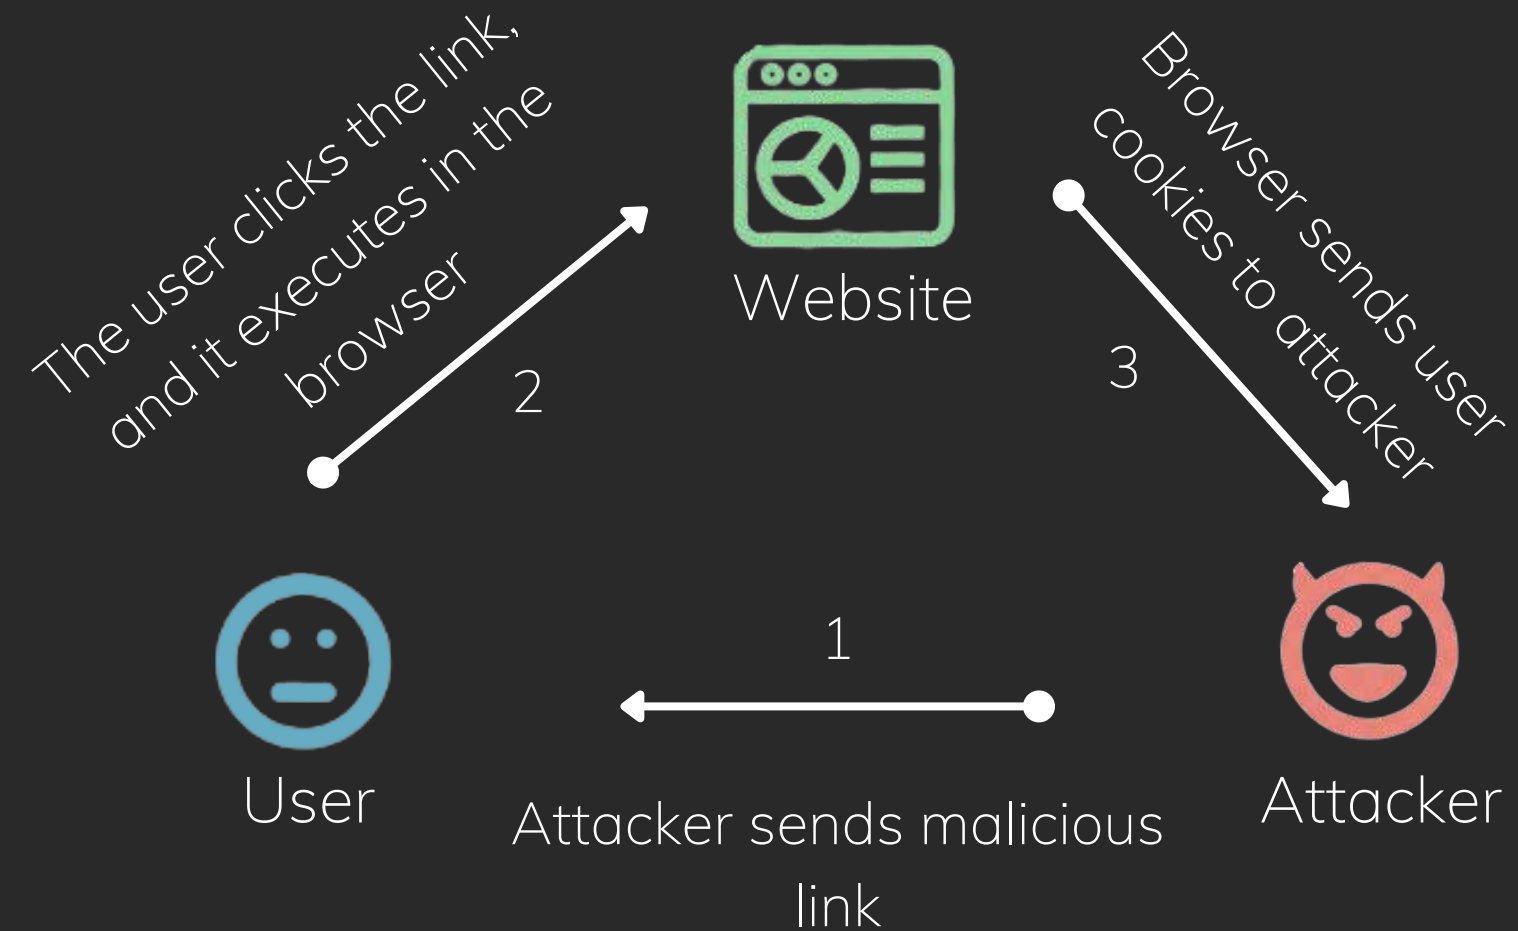 The user clicks the link,
and it executes in the
browser
2
Website
Browser sends user
cookies to attacker
3
1
User
Attacker sends malicious
link
Attacker